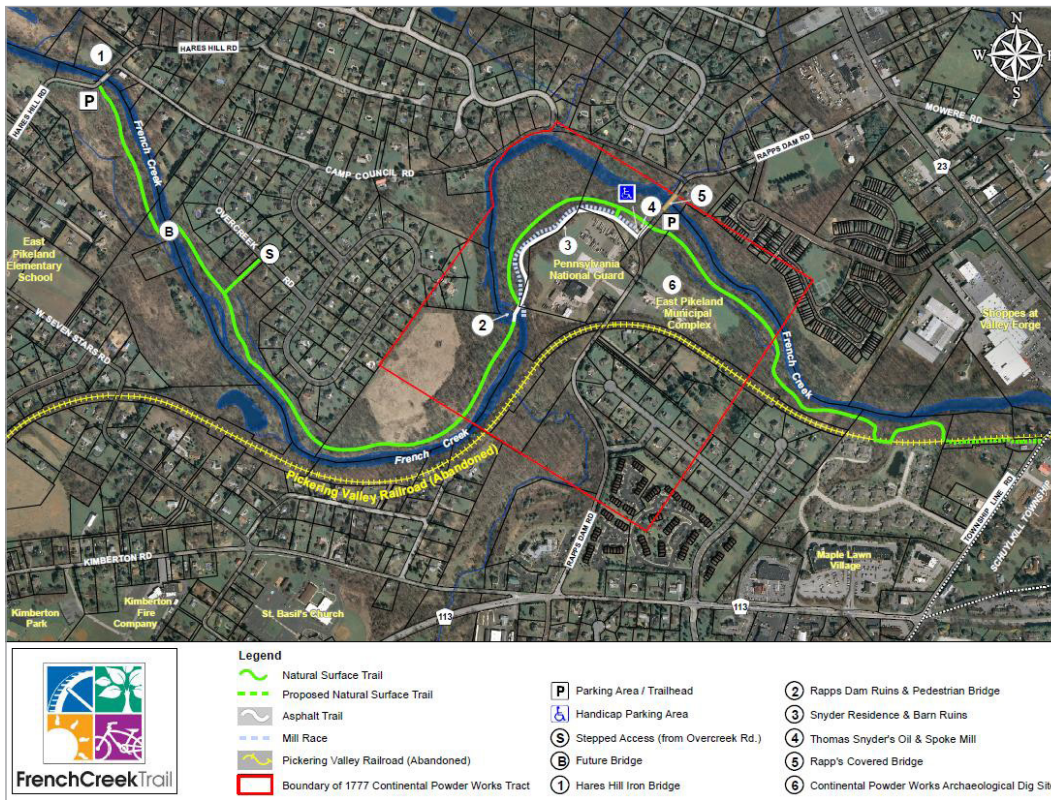 N
W
S
1
HARES HILL RD
P
HARES HILL RD
French Creek
MOWERE RD
23
RAPPS DAM RD
CAMP COUNCIL RD
5
4
P
OVERCREEK RD
B
S
3
East
Pikeland
Elementary
School
Pennsylvania
National Guard
6
East Pikeland
Municipal
Complex
2
W. SEVEN STARS RD
Shoppes at
Valley Forge
French Creek
French Creek
Pickering Valley Railroad (Abandoned)
TOWNSHIP LINE RD
SCHUYLKILL TOWNSHIP
RAPPS DAM RD
KIMBERTON RD
Maple Lawn
Village
Kimberton
Park
Kimberton
Fire
Company
St. Basil's Church
113
113
FrenchCreekTrail
Legend
Natural Surface Trail
Proposed Natural Surface Trail
Asphalt Trail
Mill Race
Pickering Valley Railroad (Abandoned)
Boundary of 1777 Continental Powder Works Tract
P Parking Area / Trailhead
Handicap Parking Area
S Stepped Access (from Overcreek Rd.)
B Future Bridge
1 Hares Hill Iron Bridge
2 Rapps Dam Ruins & Pedestrian Bridge
3 Snyder Residence & Barn Ruins
4 Thomas Snyder's Oil & Spoke Mill
5 Rapp's Covered Bridge
6 Continental Powder Works Archaeological Dig Site